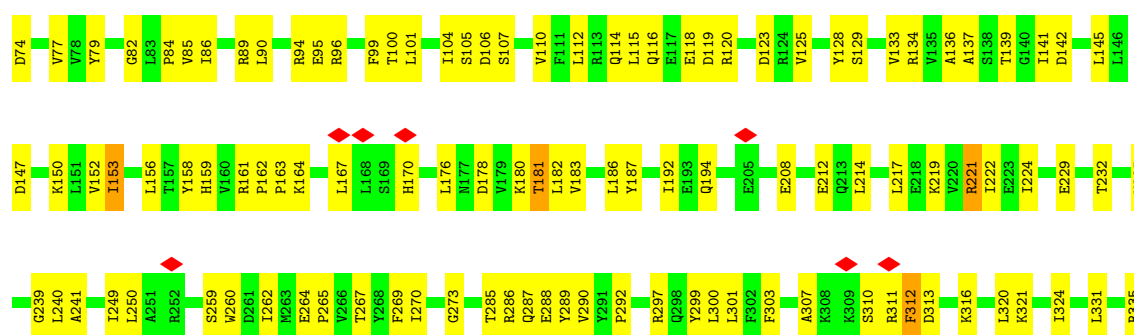 D74 V77 V78 Y79 G82 L83 P84 V85 I86 R89 L90 R94 E95 R96 F99 T100 L101 I104 S105 D106 S107 V110 F111 L112 R113 Q114 L115 Q116 E117 E118 D119 R120 D123 R124 V125 Y128 S129 V133 R134 V135 A136 A137 S138 T139 G140 I141 D142 L145 L146
D147 K150 L151 V152 I153 L156 T157 Y158 H159 V160 R161 P162 P163 K164 L167 L168 S169 H170 L176 N177 D178 V179 K180 T181 L182 V183 L186 Y187 I192 E193 Q194 E205 E208 E212 Q213 L214 L217 E218 K219 V220 R221 I222 E223 I224 E229 T232
G239 L240 A241 I249 L250 A251 R252 S259 W260 D261 I262 M263 E264 P265 V266 T267 Y268 F269 I270 G273 T285 R286 Q287 E288 Y289 V290 Y291 P292 R297 Q298 Y299 L300 L301 F302 F303 A307 K308 K309 S310 R311 F312 D313 K316 L320 K321 I324 L331